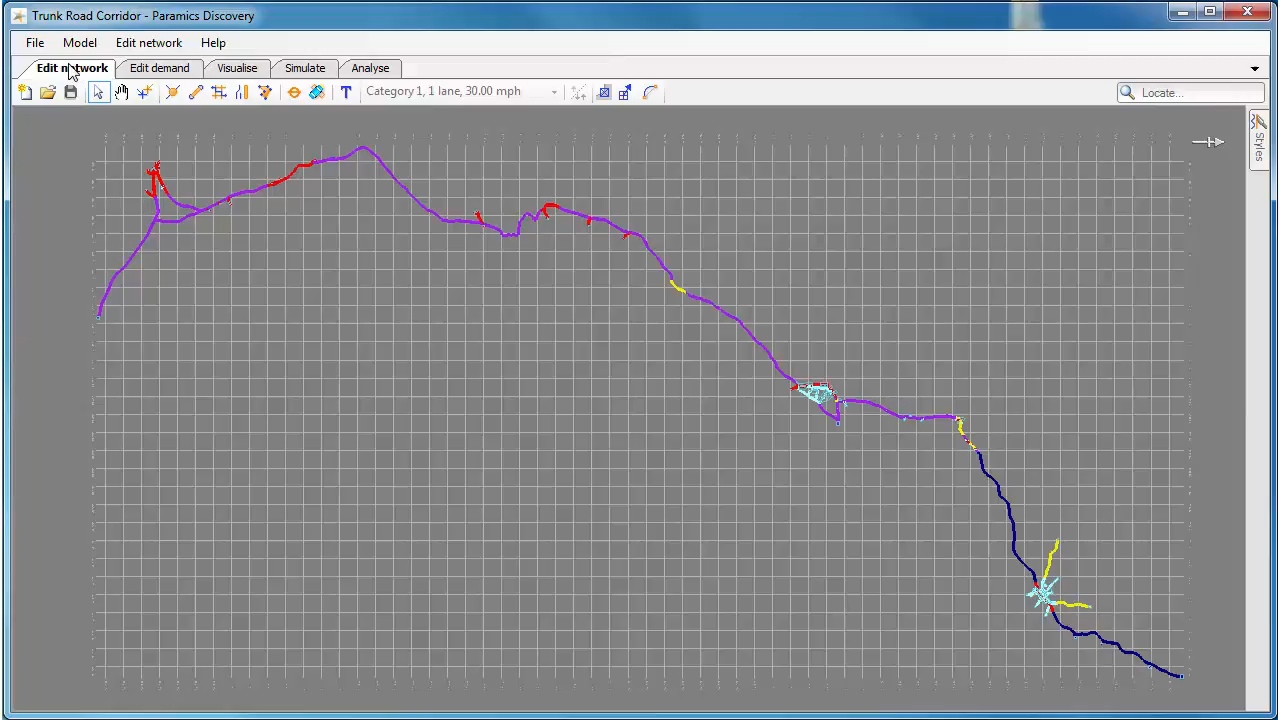 Trunk Road Corridor - Paramics Discovery
File Model Edit network Help
Edit network Edit demand Visualise Simulate Analyse
T Category 1, 1 lane, 30.00 mph Locate...
Styles